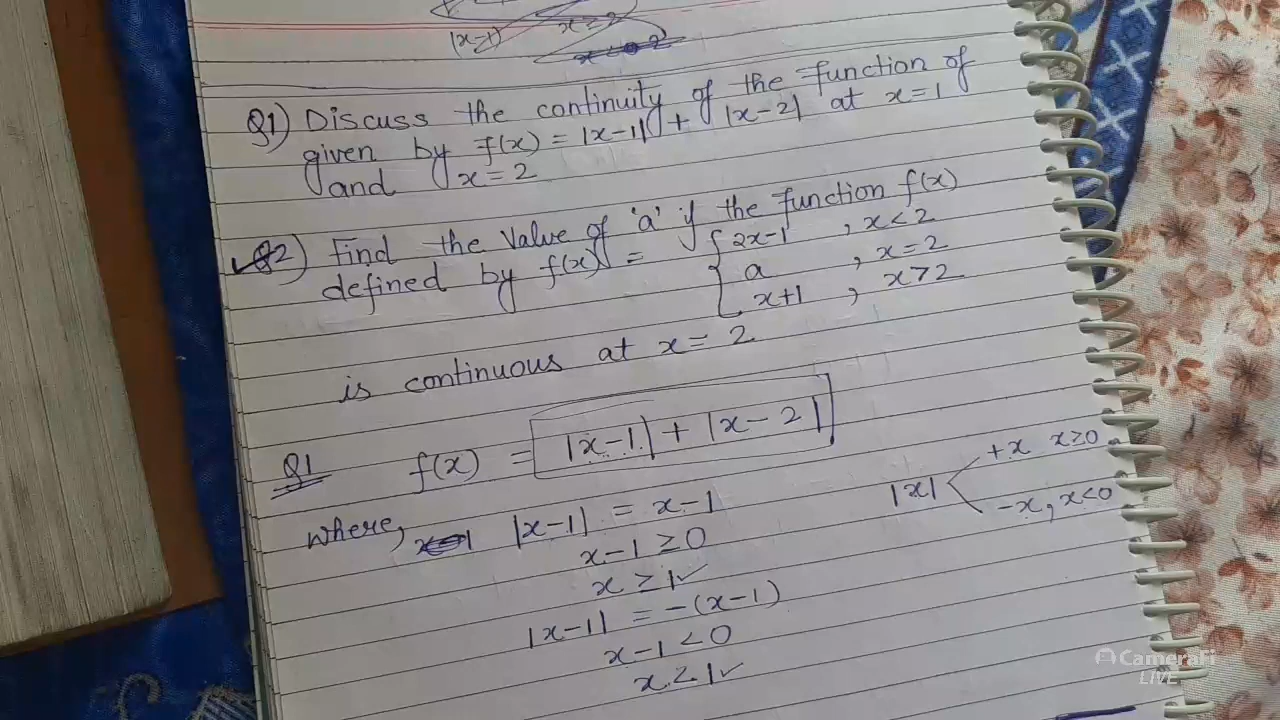 |x-1| x≥2
Q1) Discuss the continuity of the function of
given by f(x) = |x-1| + |x-2| at x=1
and x=2
Q2) Find the Value of 'a' if the function f(x)
defined by f(x) = { 2x-1 , x<2
a , x=2
x+1 , x>2
is continuous at x=2
Q1 f(x) = |x-1| + |x-2|
where, |x-1| = x-1
x-1≥0
x≥1✓
|x-1| = -(x-1)
x-1<0
x<1✓
|x| +x x≥0
-x, x<0
CameraFi
LIVE